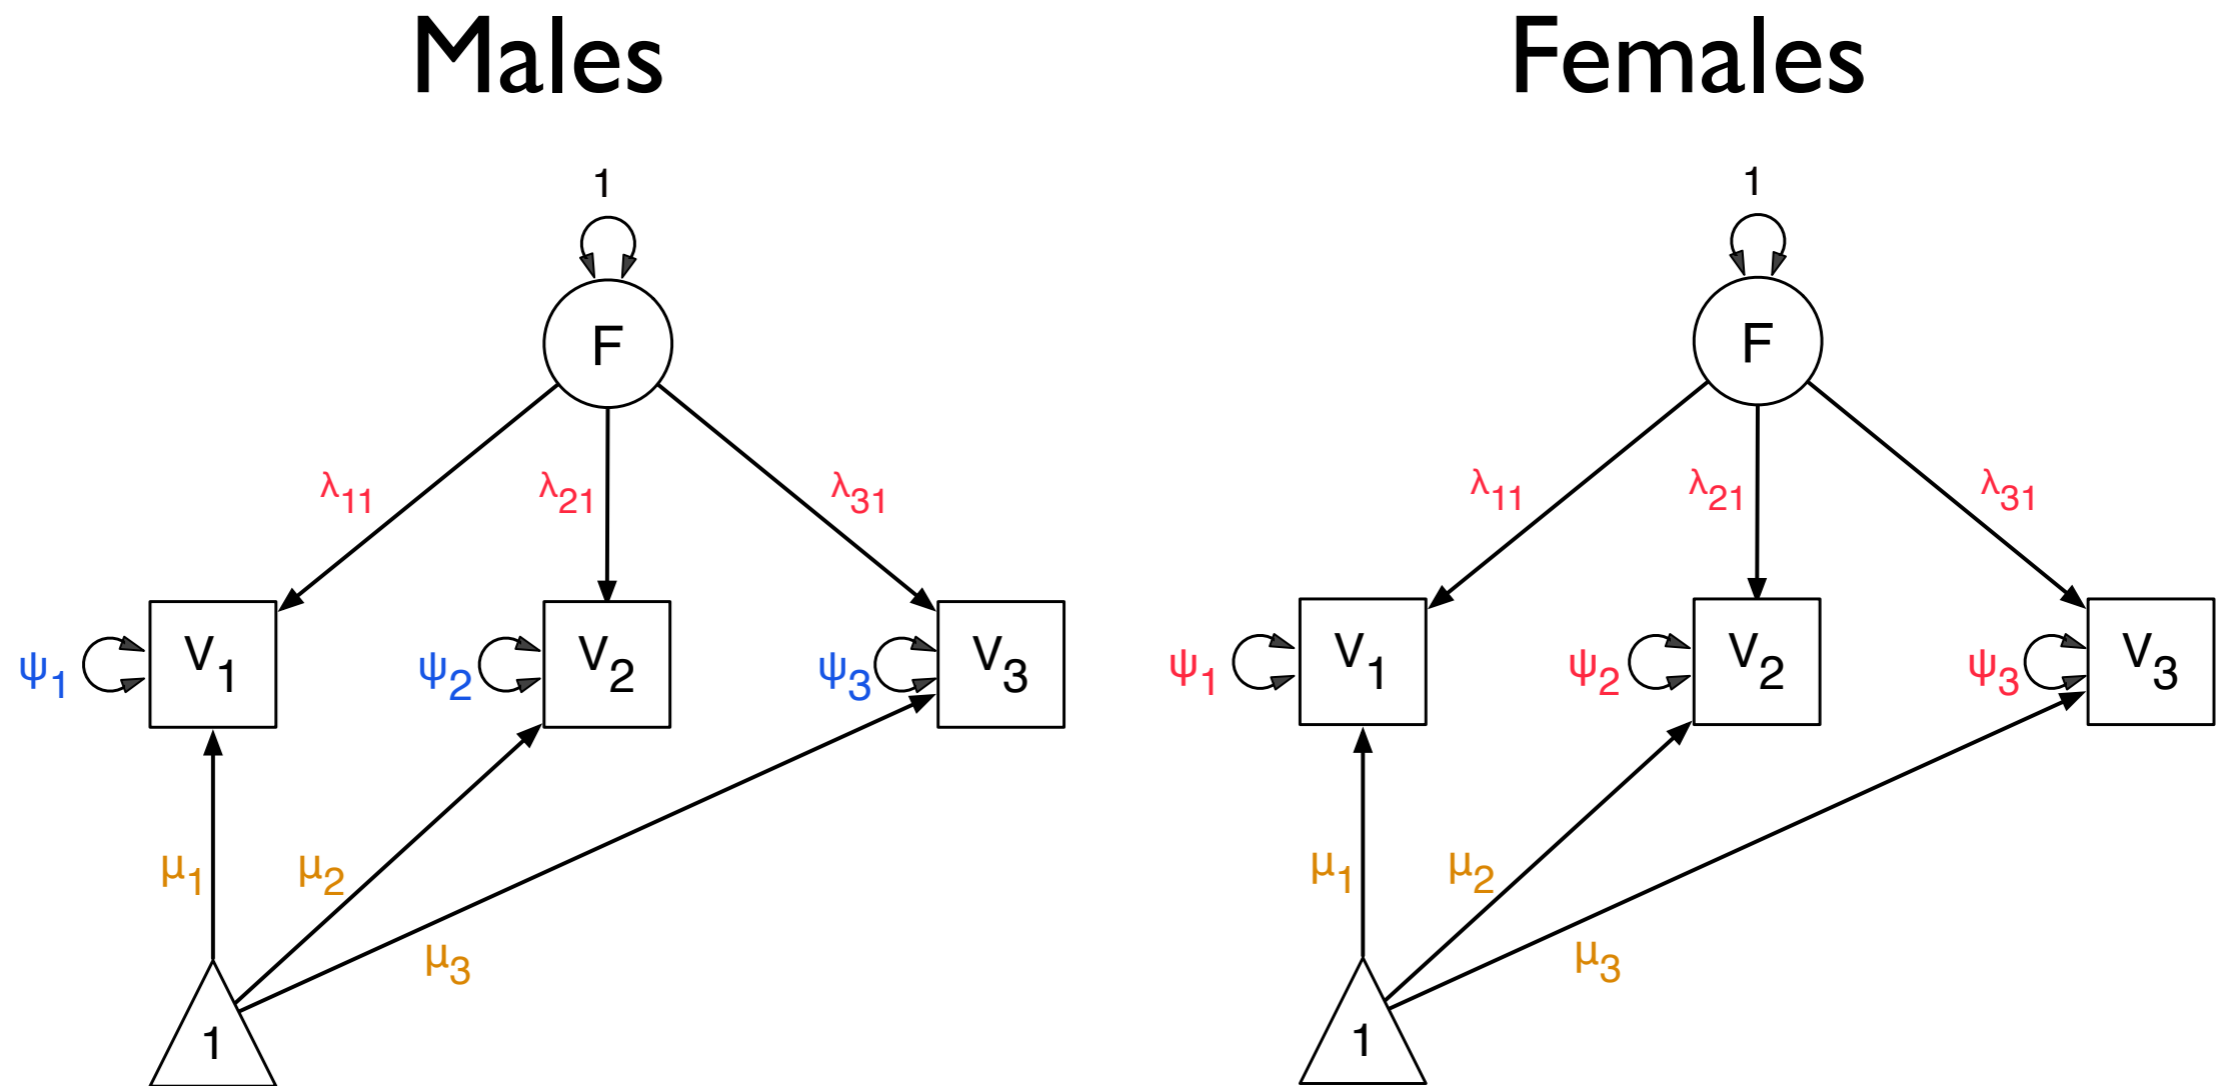 Males Females
1 1
F F
λ11 λ21 λ31 λ11 λ21 λ31
ψ1 V1 ψ2 V2 ψ3 V3 ψ1 V1 ψ2 V2 ψ3 V3
μ1 μ2 μ1 μ2
μ3 μ3
1 1